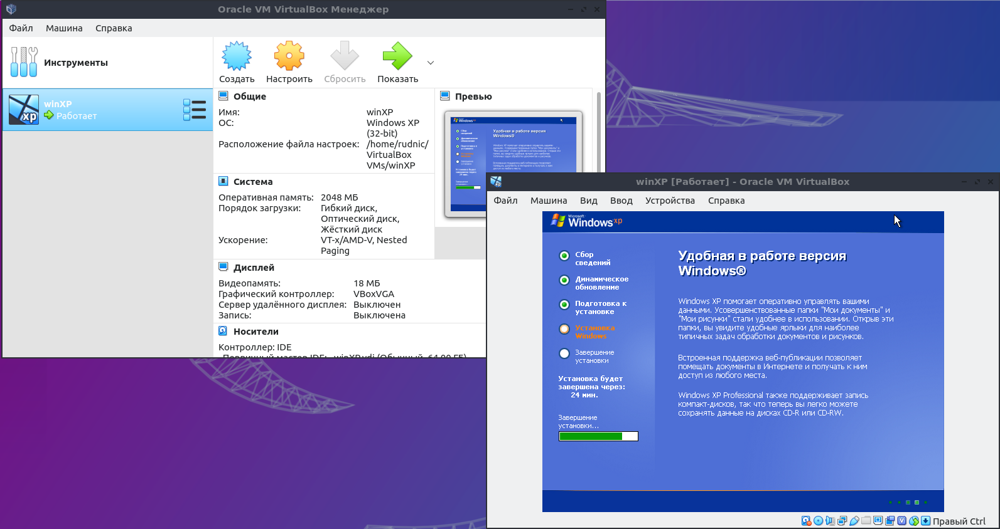 Oracle VM VirtualBox Менеджер
Файл Машина Справка
Инструменты
Создать Настроить Сбросить Показать
winXP
Работает
Общие
Имя: winXP
ОС: Windows XP
(32-bit)
Расположение файла настроек: /home/rudnic/
VirtualBox
VMs/winXP
Система
Оперативная память: 2048 МБ
Порядок загрузки: Гибкий диск,
Оптический диск,
Жёсткий диск
Ускорение: VT-x/AMD-V, Nested
Paging
Дисплей
Видеопамять: 18 МБ
Графический контроллер: VBoxVGA
Сервер удалённого дисплея: Выключен
Запись: Выключена
Носители
Контроллер: IDE
Превью
winXP [Работает] - Oracle VM VirtualBox
Файл Машина Вид Ввод Устройства Справка
Microsoft
Windows xp
Сбор
сведений
Динамическое
обновление
Подготовка к
установке
Установка
Windows
Завершение
установки
Установка будет
завершена через:
24 мин.
Завершение
установки...
Удобная в работе версия
Windows®
Windows XP помогает оперативно управлять вашими
данными. Усовершенствованные папки "Мои документы" и
"Мои рисунки" стали удобнее в использовании. Открыв эти
папки, вы увидите удобные ярлыки для наиболее
типичных задач обработки документов и рисунков.
Встроенная поддержка веб-публикации позволяет
помещать документы в Интернете и получать к ним
доступ из любого места.
Windows XP Professional также поддерживает запись
компакт-дисков, так что теперь вы легко можете
сохранять данные на дисках CD-R или CD-RW.
Правый Ctrl